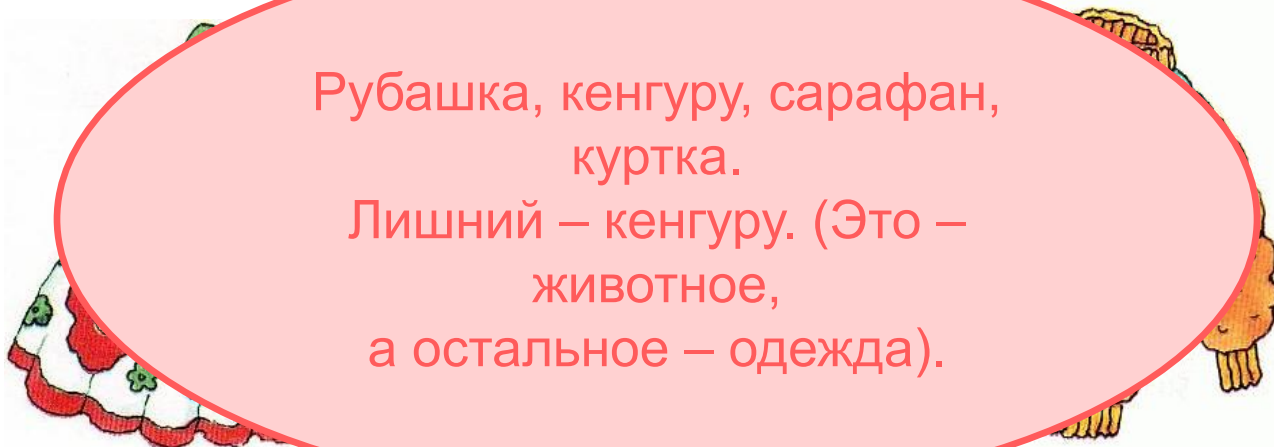 Рубашка, кенгуру, сарафан,
куртка.
Лишний – кенгуру. (Это –
животное,
а остальное – одежда).